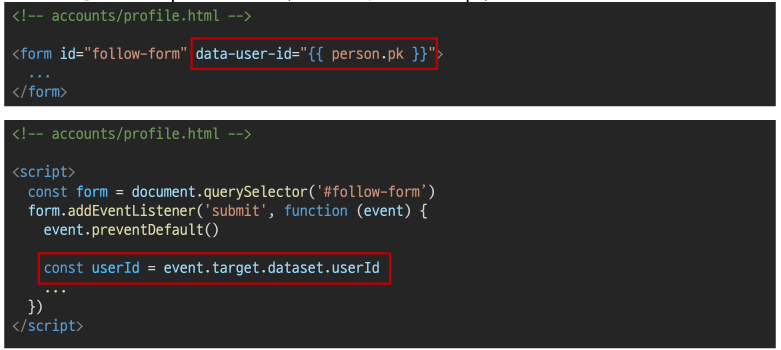 <!-- accounts/profile.html -->
<form id="follow-form" data-user-id="{{ person.pk }}">
...
</form>
<!-- accounts/profile.html -->
<script>
const form = document.querySelector('#follow-form’)
form.addEventListener('submit', function (event) {
event.preventDefault()
const userId = event.target.dataset.userId
...
})
</script>